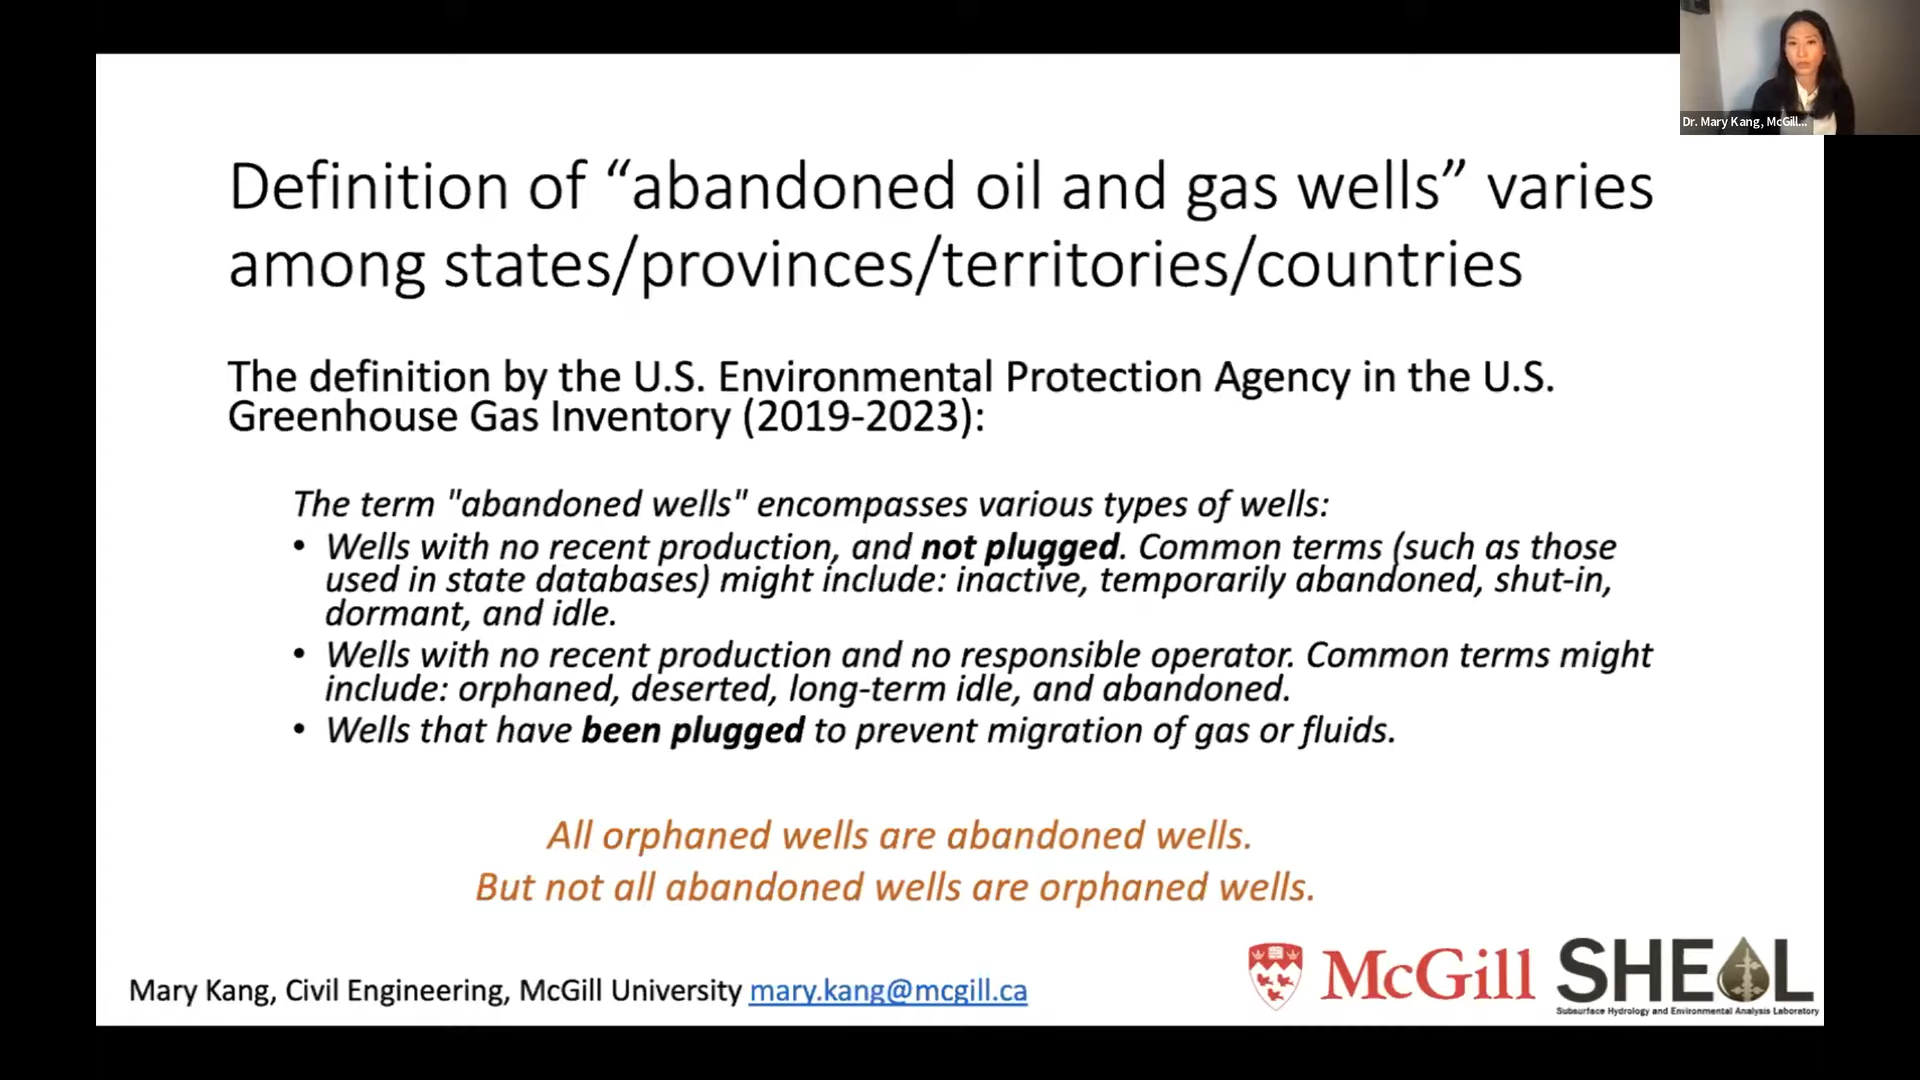 Dr. Mary Kang, McGill...
Definition of “abandoned oil and gas wells” varies
among states/provinces/territories/countries
The definition by the U.S. Environmental Protection Agency in the U.S.
Greenhouse Gas Inventory (2019-2023):
The term "abandoned wells" encompasses various types of wells:
• Wells with no recent production, and not plugged. Common terms (such as those
used in state databases) might include: inactive, temporarily abandoned, shut-in,
dormant, and idle.
• Wells with no recent production and no responsible operator. Common terms might
include: orphaned, deserted, long-term idle, and abandoned.
• Wells that have been plugged to prevent migration of gas or fluids.
All orphaned wells are abandoned wells.
But not all abandoned wells are orphaned wells.
Mary Kang, Civil Engineering, McGill University mary.kang@mcgill.ca
McGill
SHEAL
Subsurface Hydrology and Environmental Analysis Laboratory